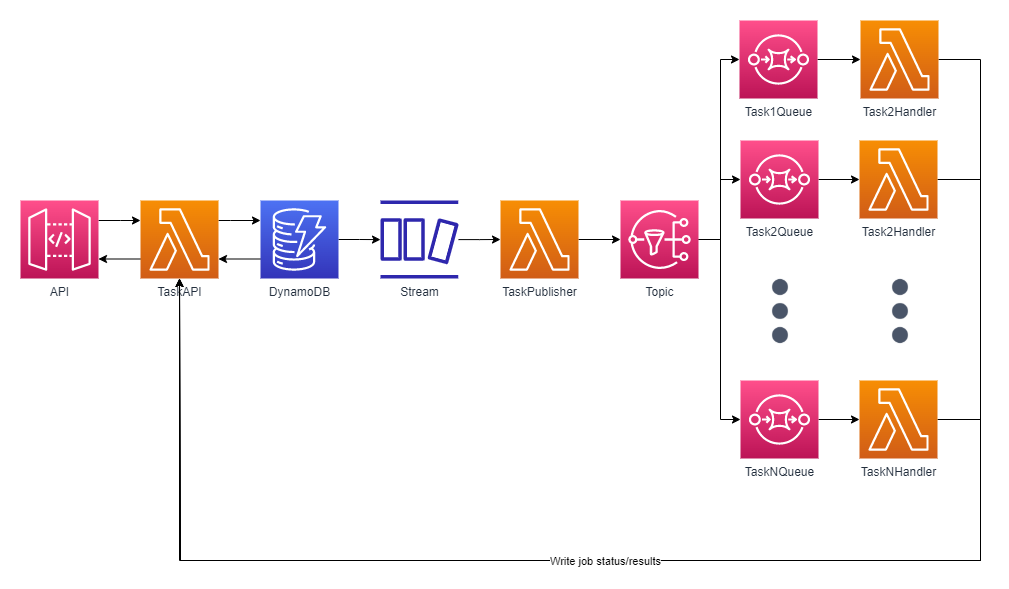 Task1Queue
Task2Handler
Task2Queue
Task2Handler
</>
API
TaskAPI
DynamoDB
Stream
TaskPublisher
Topic
TaskNQueue
TaskNHandler
Write job status/results